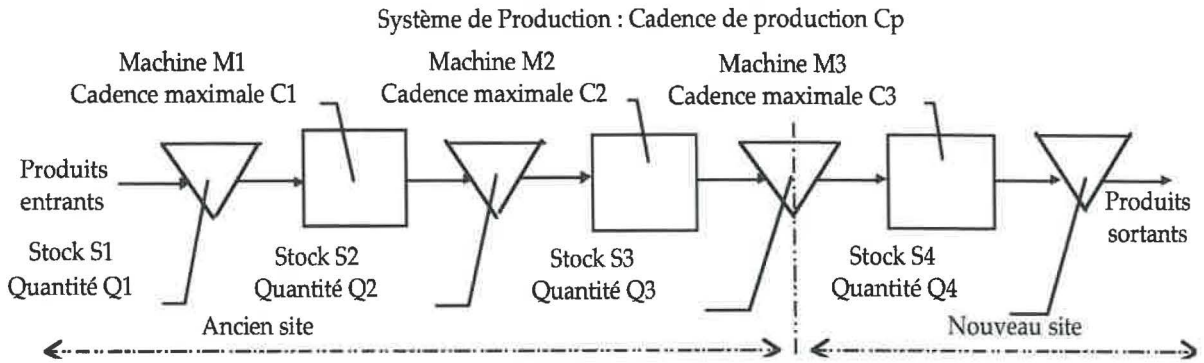 Système de Production : Cadence de production Cp
Machine M1
Cadence maximale C1
Machine M2
Cadence maximale C2
Machine M3
Cadence maximale C3
Produits
entrants
Produits
sortants
Stock S1
Quantité Q1
Stock S2
Quantité Q2
Stock S3
Quantité Q3
Stock S4
Quantité Q4
Ancien site
Nouveau site